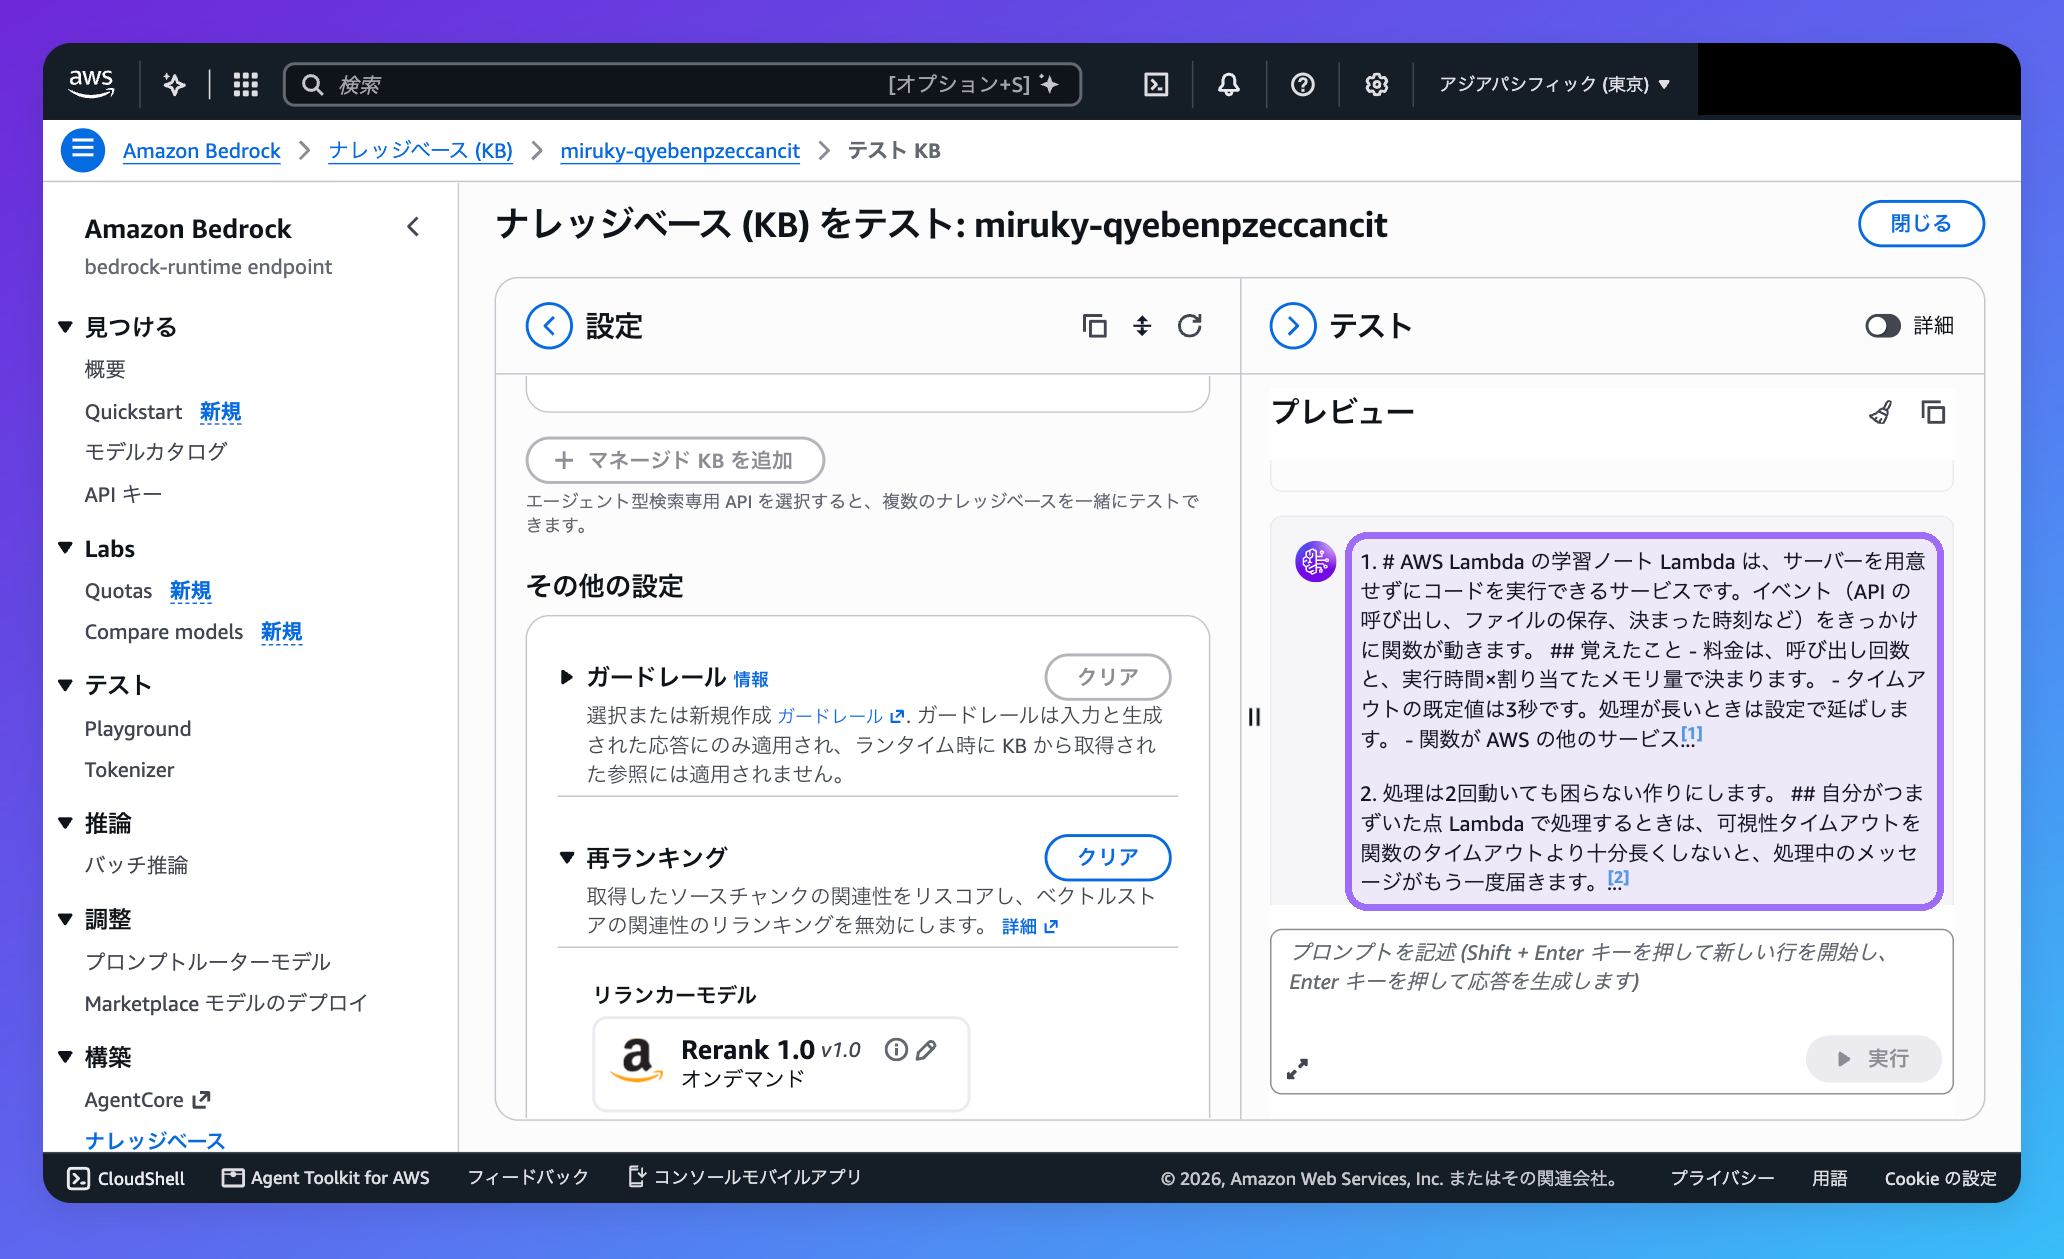 aws
検索
[オプション+S]
アジアパシフィック (東京) ▼
Amazon Bedrock
ナレッジベース (KB)
miruky-qyebenpzeccancit
テスト KB
Amazon Bedrock
bedrock-runtime endpoint
見つける
概要
Quickstart 新規
モデルカタログ
API キー
Labs
Quotas 新規
Compare models 新規
テスト
Playground
Tokenizer
推論
バッチ推論
調整
プロンプトルーターモデル
Marketplace モデルのデプロイ
構築
AgentCore
ナレッジベース
ナレッジベース (KB) をテスト: miruky-qyebenpzeccancit
閉じる
設定
マネージド KB を追加
エージェント型検索専用 API を選択すると、複数のナレッジベースを一緒にテストで
きます。
その他の設定
ガードレール 情報
クリア
選択または新規作成 ガードレール . ガードレールは入力と生成
された応答にのみ適用され、ランタイム時に KB から取得され
た参照には適用されません。
再ランキング
クリア
取得したソースチャンクの関連性をリスコアし、ベクトルスト
アの関連性のリランキングを無効にします。 詳細
リランカーモデル
Rerank 1.0 v1.0
オンデマンド
テスト
詳細
プレビュー
1. # AWS Lambda の学習ノート Lambda は、サーバーを用意
せずにコードを実行できるサービスです。イベント（API の
呼び出し、ファイルの保存、決まった時刻など）をきっかけ
に関数が動きます。 ## 覚えたこと - 料金は、呼び出し回数
と、実行時間×割り当てたメモリ量で決まります。 - タイムア
ウトの既定値は3秒です。処理が長いときは設定で延ばしま
す。 - 関数が AWS の他のサービス...[1]
2. 処理は2回動いても困らない作りにします。 ## 自分がつま
ずいた点 Lambda で処理するときは、可視性タイムアウトを
関数のタイムアウトより十分長くしないと、処理中のメッセ
ージがもう一度届きます。...[2]
プロンプトを記述 (Shift + Enter キーを押して新しい行を開始し、
Enter キーを押して応答を生成します)
実行
CloudShell
Agent Toolkit for AWS
フィードバック
コンソールモバイルアプリ
© 2026, Amazon Web Services, Inc. またはその関連会社。
プライバシー
用語
Cookie の設定